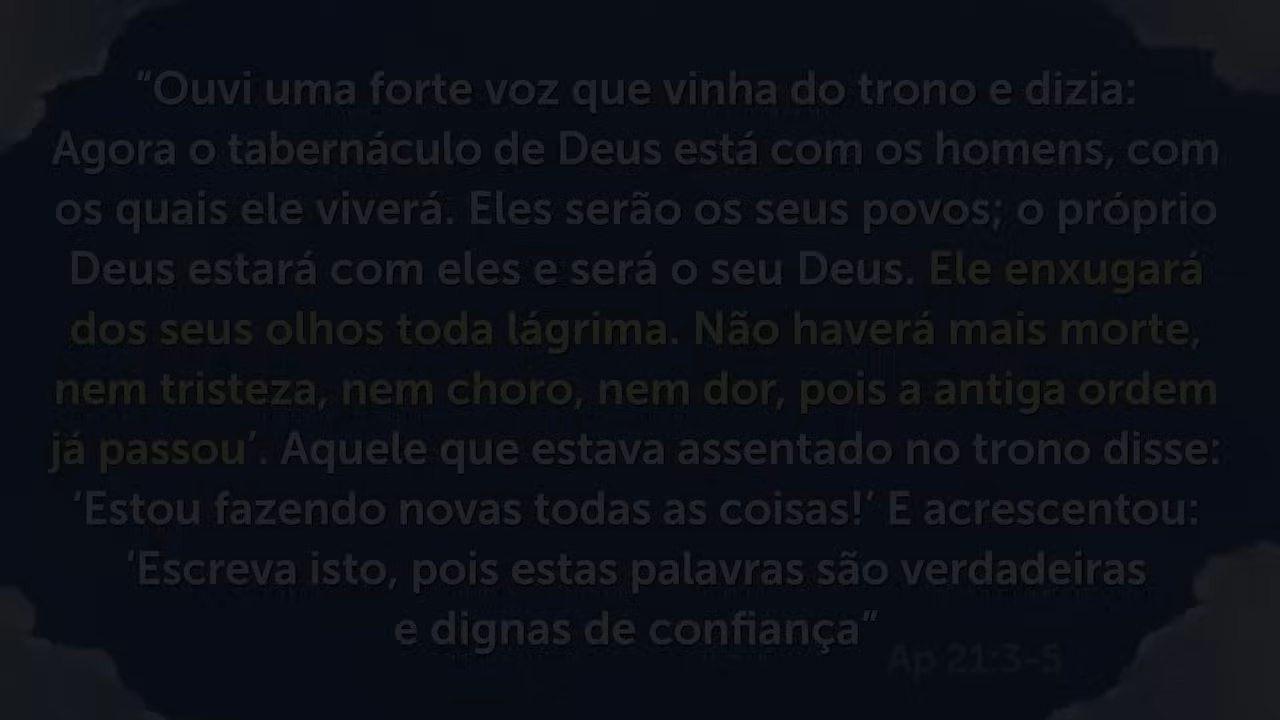 “Ouvi uma forte voz que vinha do trono e dizia:
Agora o tabernáculo de Deus está com os homens, com
os quais ele viverá. Eles serão os seus povos; o próprio
Deus estará com eles e será o seu Deus. Ele enxugará
dos seus olhos toda lágrima. Não haverá mais morte,
nem tristeza, nem choro, nem dor, pois a antiga ordem
já passou’. Aquele que estava assentado no trono disse:
‘Estou fazendo novas todas as coisas!’ E acrescentou:
‘Escreva isto, pois estas palavras são verdadeiras
e dignas de confiança”
Ap 21:3-5